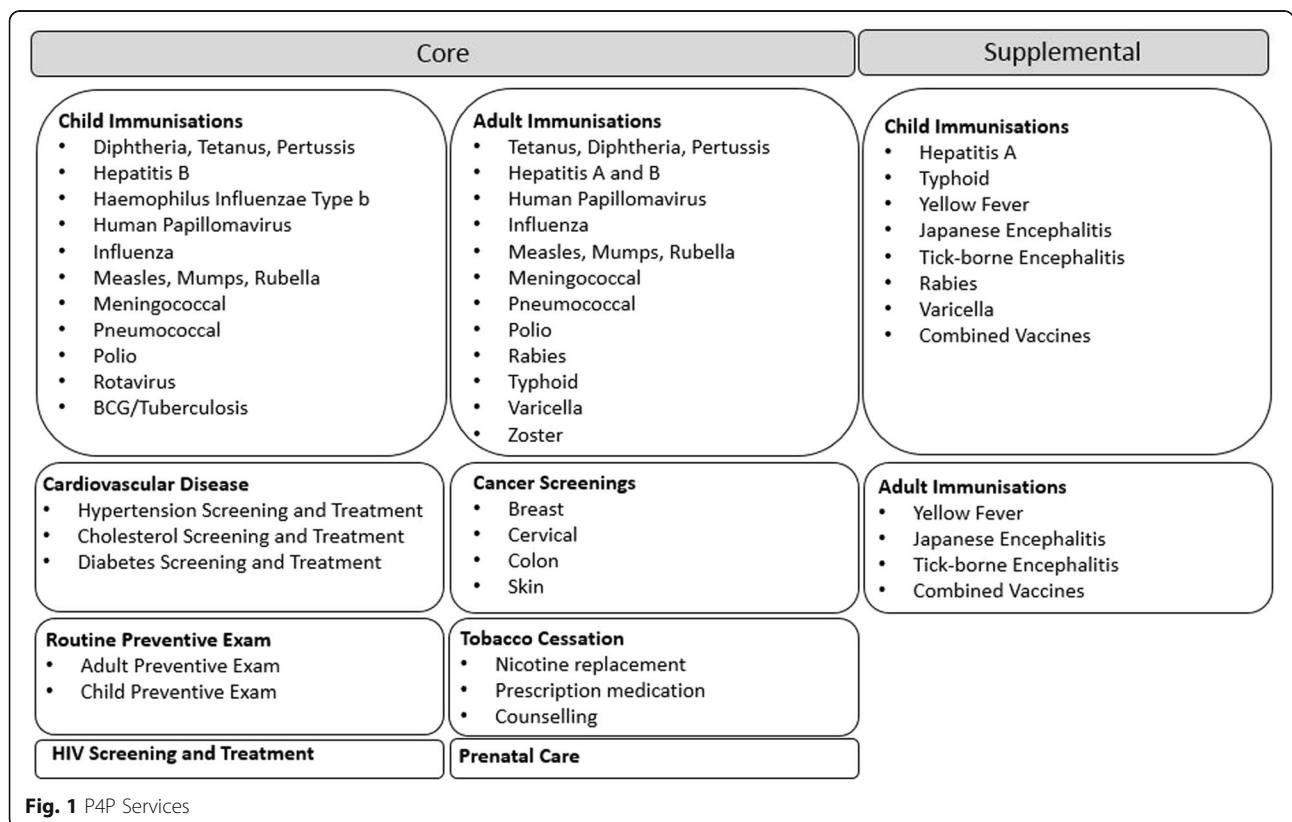 Core
Supplemental
Child Immunisations
• Diphtheria, Tetanus, Pertussis
• Hepatitis B
• Haemophilus Influenzae Type b
• Human Papillomavirus
• Influenza
• Measles, Mumps, Rubella
• Meningococcal
• Pneumococcal
• Polio
• Rotavirus
• BCG/Tuberculosis
Adult Immunisations
• Tetanus, Diphtheria, Pertussis
• Hepatitis A and B
• Human Papillomavirus
• Influenza
• Measles, Mumps, Rubella
• Meningococcal
• Pneumococcal
• Polio
• Rabies
• Typhoid
• Varicella
• Zoster
Child Immunisations
• Hepatitis A
• Typhoid
• Yellow Fever
• Japanese Encephalitis
• Tick-borne Encephalitis
• Rabies
• Varicella
• Combined Vaccines
Cardiovascular Disease
• Hypertension Screening and Treatment
• Cholesterol Screening and Treatment
• Diabetes Screening and Treatment
Cancer Screenings
• Breast
• Cervical
• Colon
• Skin
Adult Immunisations
• Yellow Fever
• Japanese Encephalitis
• Tick-borne Encephalitis
• Combined Vaccines
Routine Preventive Exam
• Adult Preventive Exam
• Child Preventive Exam
Tobacco Cessation
• Nicotine replacement
• Prescription medication
• Counselling
HIV Screening and Treatment
Prenatal Care
Fig. 1 P4P Services